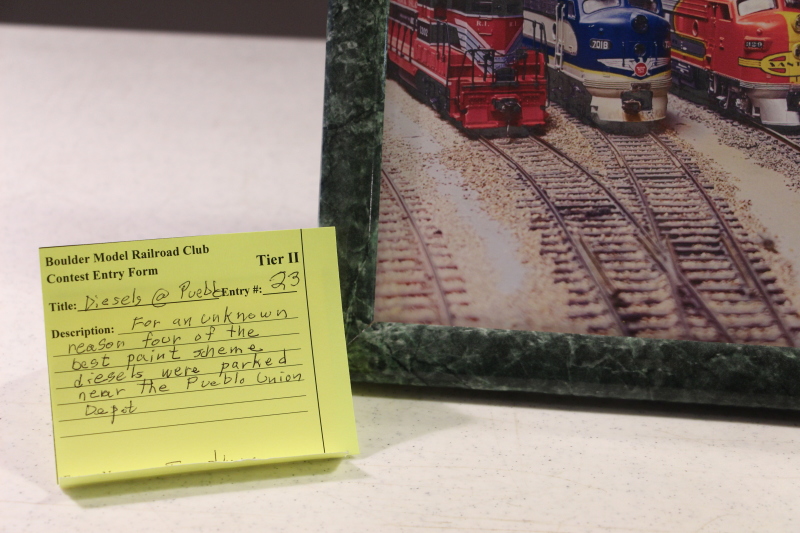 Boulder Model Railroad Club
Contest Entry Form
Tier II
Title: Diesels @ Pueblo Entry #: 23
Description: For an unknown
reason four of the
best paint scheme
diesels were parked
near the Pueblo Union
Depot
R.I.
7018